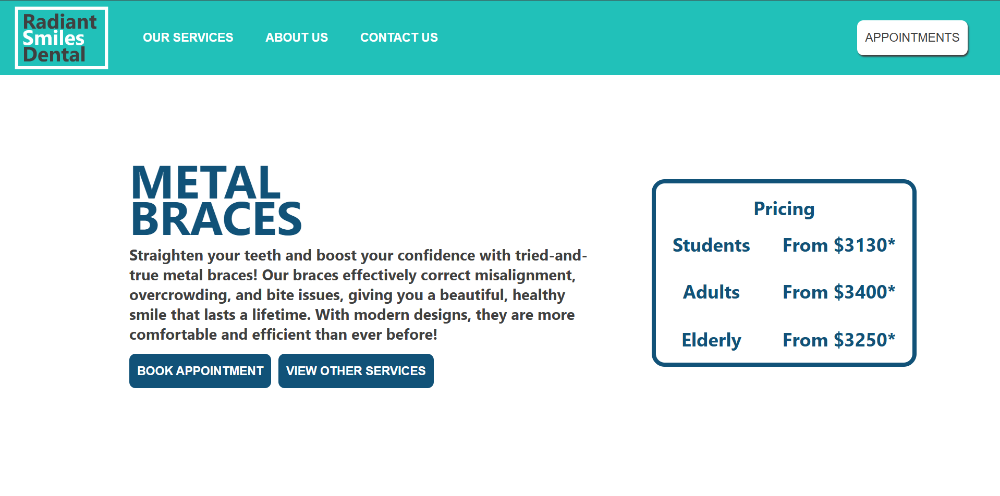 Radiant
Smiles
Dental
OUR SERVICES
ABOUT US
CONTACT US
APPOINTMENTS
METAL
BRACES
Straighten your teeth and boost your confidence with tried-and-
true metal braces! Our braces effectively correct misalignment,
overcrowding, and bite issues, giving you a beautiful, healthy
smile that lasts a lifetime. With modern designs, they are more
comfortable and efficient than ever before!
BOOK APPOINTMENT
VIEW OTHER SERVICES
Pricing
Students From $3130*
Adults From $3400*
Elderly From $3250*